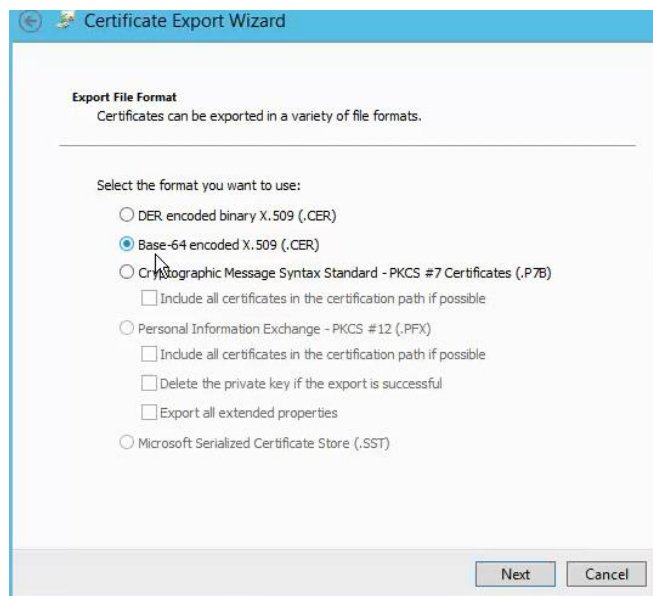 Certificate Export Wizard
Export File Format
Certificates can be exported in a variety of file formats.
Select the format you want to use:
DER encoded binary X.509 (.CER)
Base-64 encoded X.509 (.CER)
Cryptographic Message Syntax Standard - PKCS #7 Certificates (.P7B)
Include all certificates in the certification path if possible
Personal Information Exchange - PKCS #12 (.PFX)
Include all certificates in the certification path if possible
Delete the private key if the export is successful
Export all extended properties
Microsoft Serialized Certificate Store (.SST)
Next Cancel